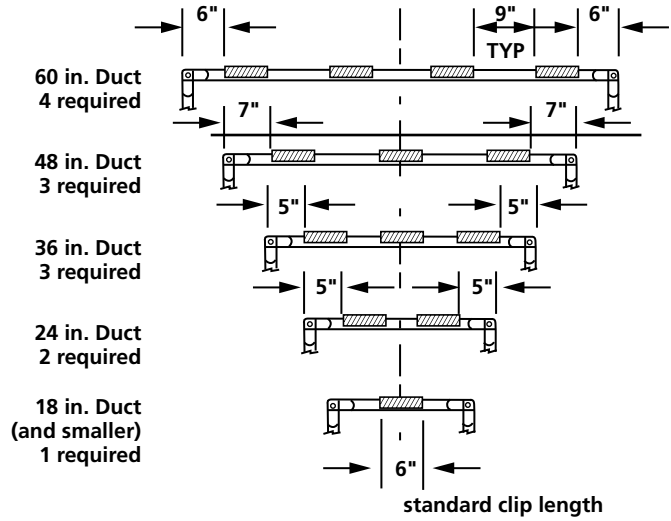 6" 9" 6"
TYP
60 in. Duct
4 required
7" 7"
48 in. Duct
3 required
5" 5"
36 in. Duct
3 required
5" 5"
24 in. Duct
2 required
18 in. Duct
(and smaller)
1 required
6"
standard clip length